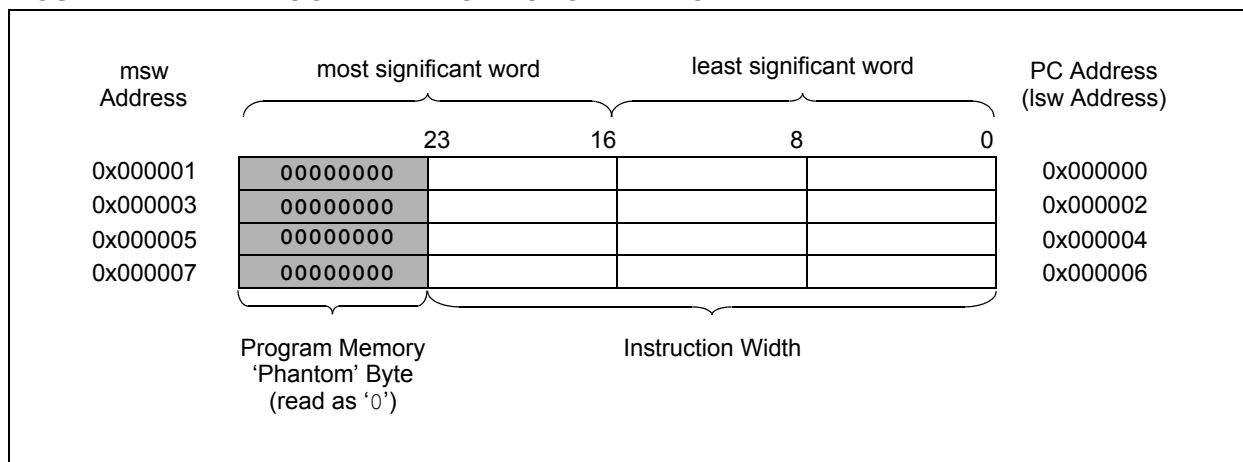 msw
Address
most significant word
least significant word
PC Address
(lsw Address)
23 16 8 0
0x000001 00000000 0x000000
0x000003 00000000 0x000002
0x000005 00000000 0x000004
0x000007 00000000 0x000006
Program Memory
‘Phantom’ Byte
(read as ‘0’)
Instruction Width